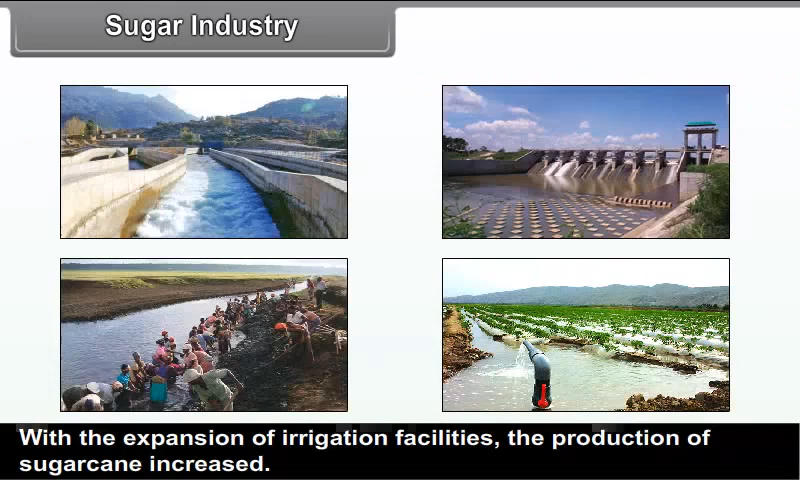 Sugar Industry
With the expansion of irrigation facilities, the production of
sugarcane increased.